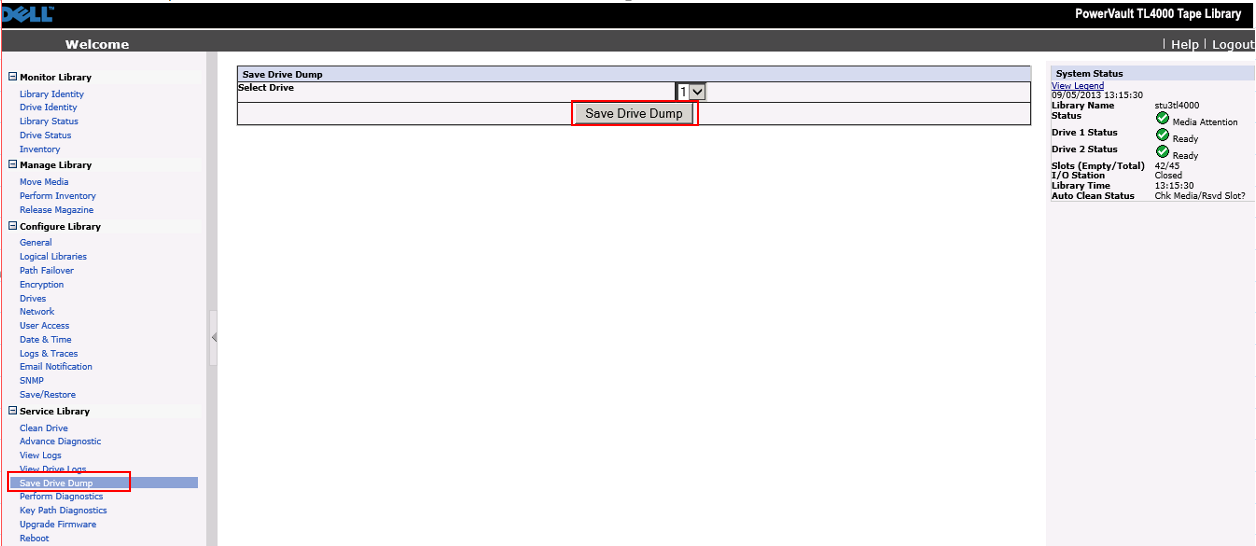 DELL™
PowerVault TL4000 Tape Library
Welcome
| Help | Logout
Monitor Library
Library Identity
Drive Identity
Library Status
Drive Status
Inventory
Manage Library
Move Media
Perform Inventory
Release Magazine
Configure Library
General
Logical Libraries
Path Failover
Encryption
Drives
Network
User Access
Date & Time
Logs & Traces
Email Notification
SNMP
Save/Restore
Service Library
Clean Drive
Advance Diagnostic
View Logs
View Drive Logs
Save Drive Dump
Perform Diagnostics
Key Path Diagnostics
Upgrade Firmware
Reboot
Save Drive Dump
Select Drive 1
Save Drive Dump
System Status
View Legend
09/05/2013 13:15:30
Library Name stu3tl4000
Status Media Attention
Drive 1 Status Ready
Drive 2 Status Ready
Slots (Empty/Total) 42/45
I/O Station Closed
Library Time 13:15:30
Auto Clean Status Chk Media/Rsvd Slot?